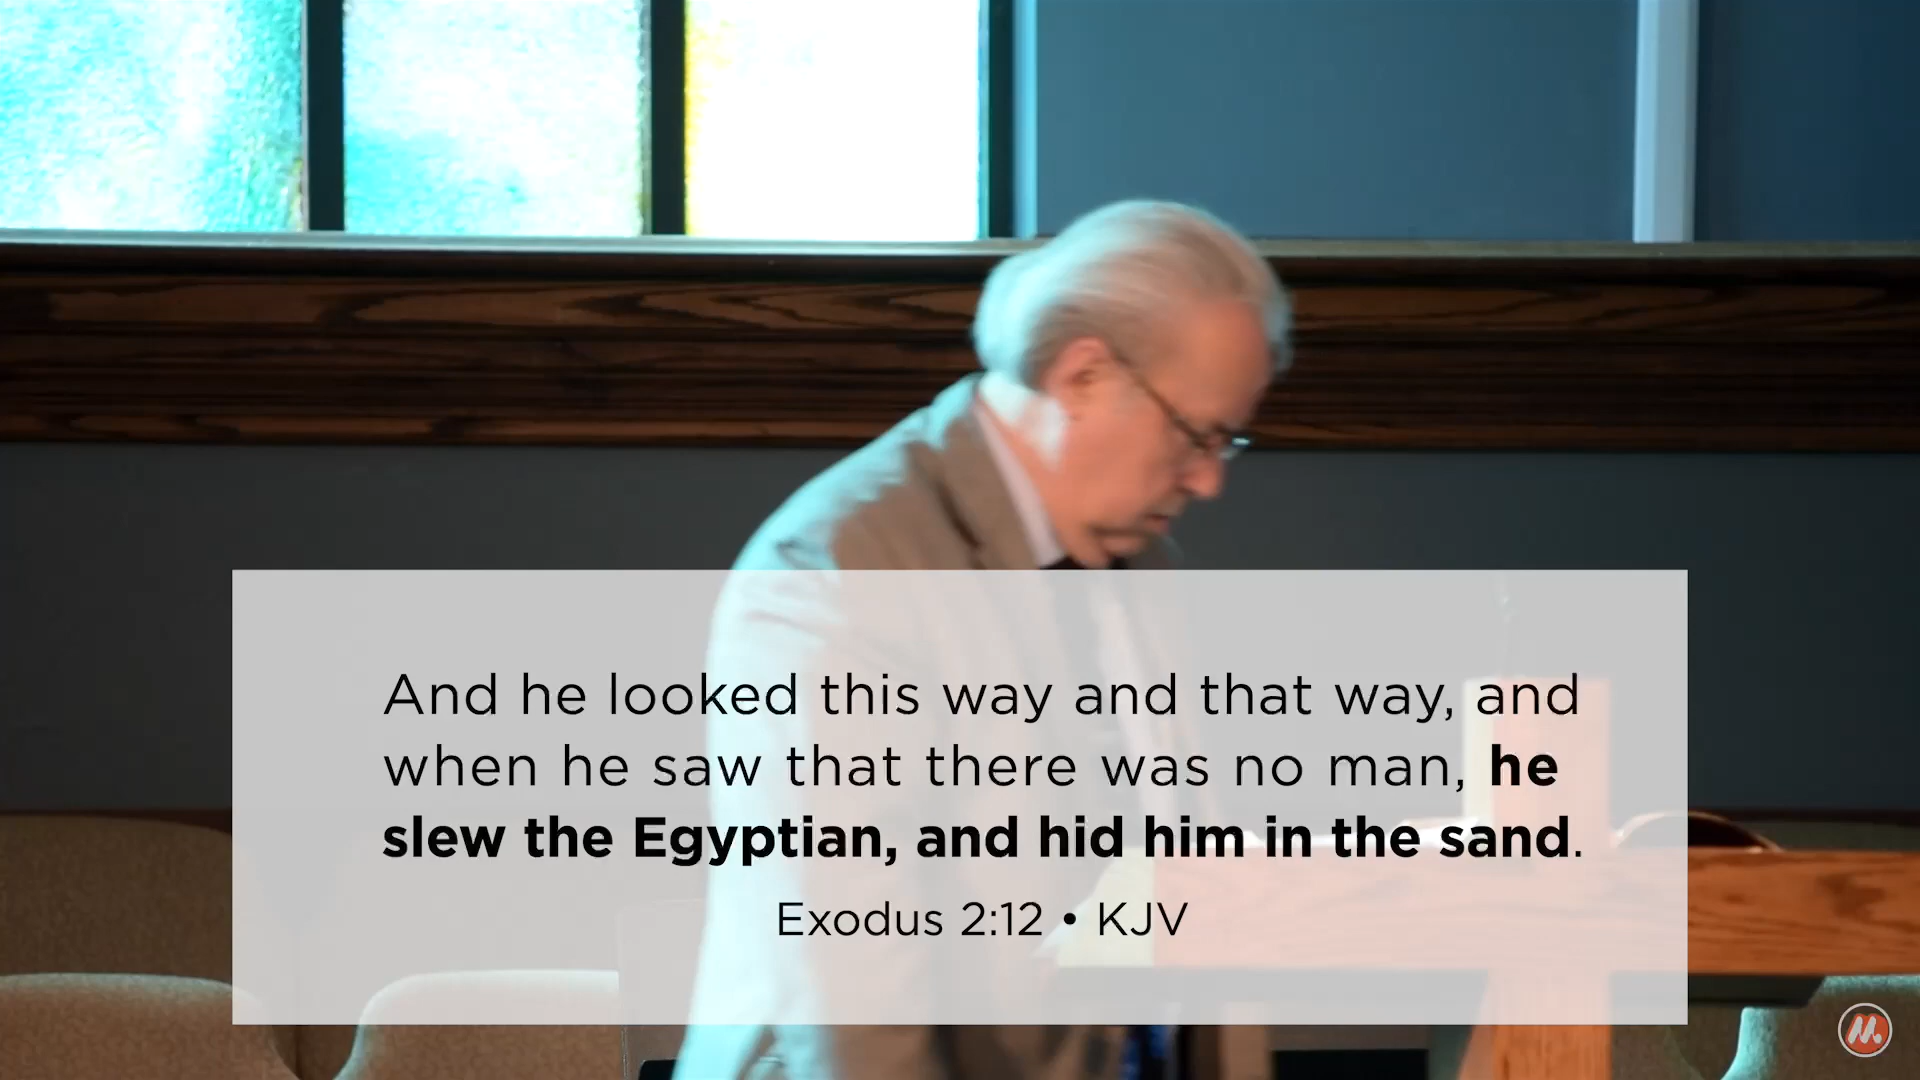 And he looked this way and that way, and
when he saw that there was no man, he
slew the Egyptian, and hid him in the sand.
Exodus 2:12 • KJV
M.